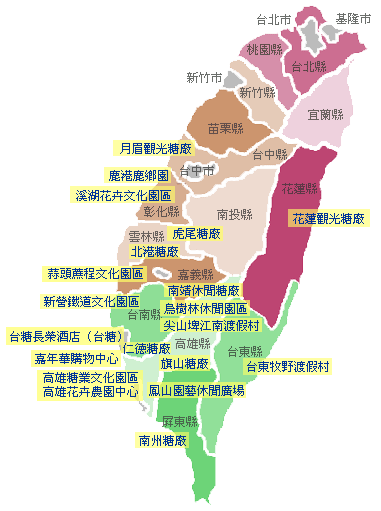 台北市
基隆市
桃園縣
台北縣
新竹市
新竹縣
宜蘭縣
苗栗縣
月眉觀光糖廠
台中縣
鹿港鹿鄉園
台中市
花蓮縣
溪湖花卉文化園區
彰化縣
南投縣
花蓮觀光糖廠
雲林縣
虎尾糖廠
北港糖廠
蒜頭蔗程文化園區
嘉義縣
南靖休閒糖廠
新營鐵道文化園區
烏樹林休閒園區
台南縣
尖山埤江南渡假村
台糖長榮酒店（台糖）
仁德糖廠
高雄縣
台東縣
嘉年華購物中心
旗山糖廠
台東牧野渡假村
高雄糖業文化園區
高雄花卉農園中心
鳳山園藝休閒廣場
屏東縣
南州糖廠